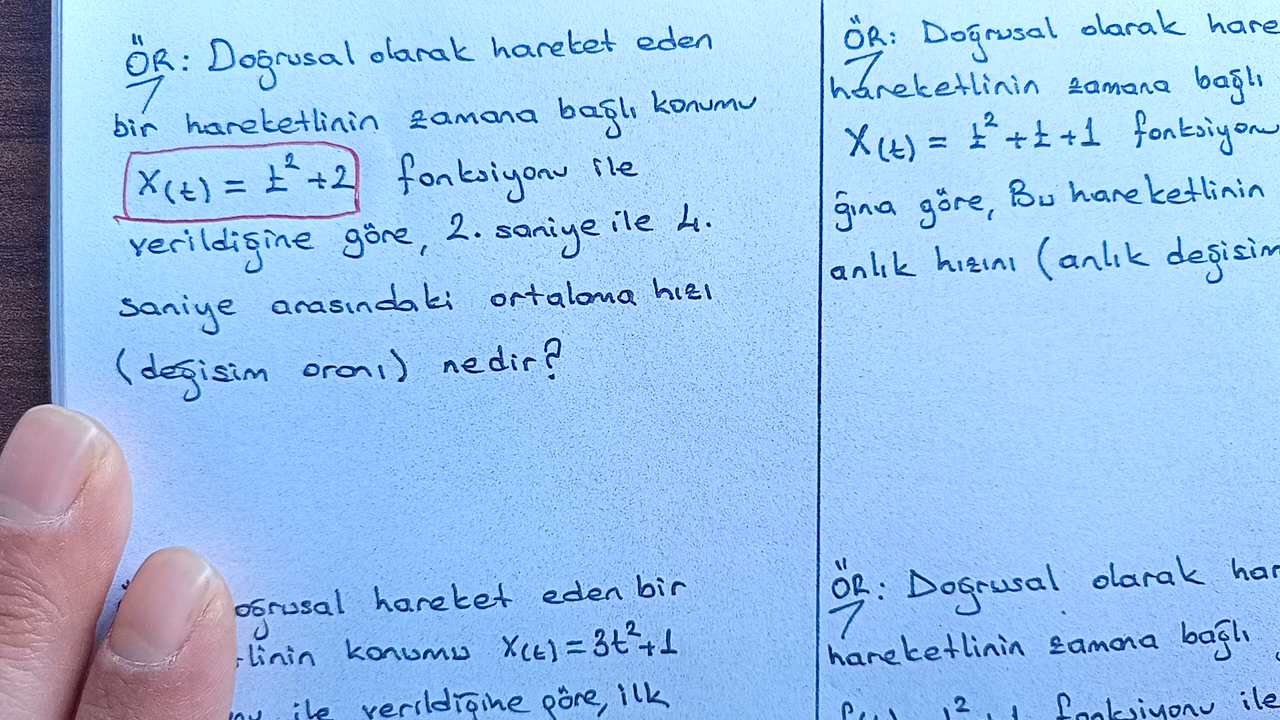 ÖR: Doğrusal olarak hareket eden
bir hareketlinin zamana bağlı konumu
X(t) = t²+2 fonksiyonu ile
verildiğine göre, 2. saniye ile 4.
saniye arasındaki ortalama hızı
(değişim oranı) nedir?
oğrusal hareket eden bir
linin konumu X(t) = 3t²+1
ile verildiğine göre, ilk
ÖR: Doğrusal olarak hare
hareketlinin zamana bağlı
X(t) = t²+t+1 fonksiyonu
ğına göre, Bu hareketlinin
anlık hızını (anlık değişim
ÖR: Doğrusal olarak har
hareketlinin zamana bağlı
fonksiyonu ile